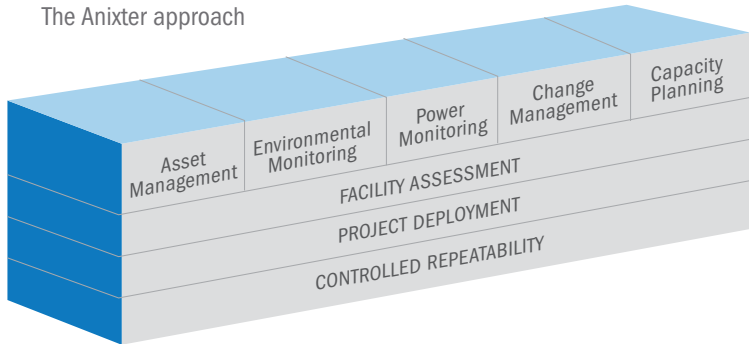 The Anixter approach
Asset
Management
Environmental
Monitoring
Power
Monitoring
Change
Management
Capacity
Planning
FACILITY ASSESSMENT
PROJECT DEPLOYMENT
CONTROLLED REPEATABILITY